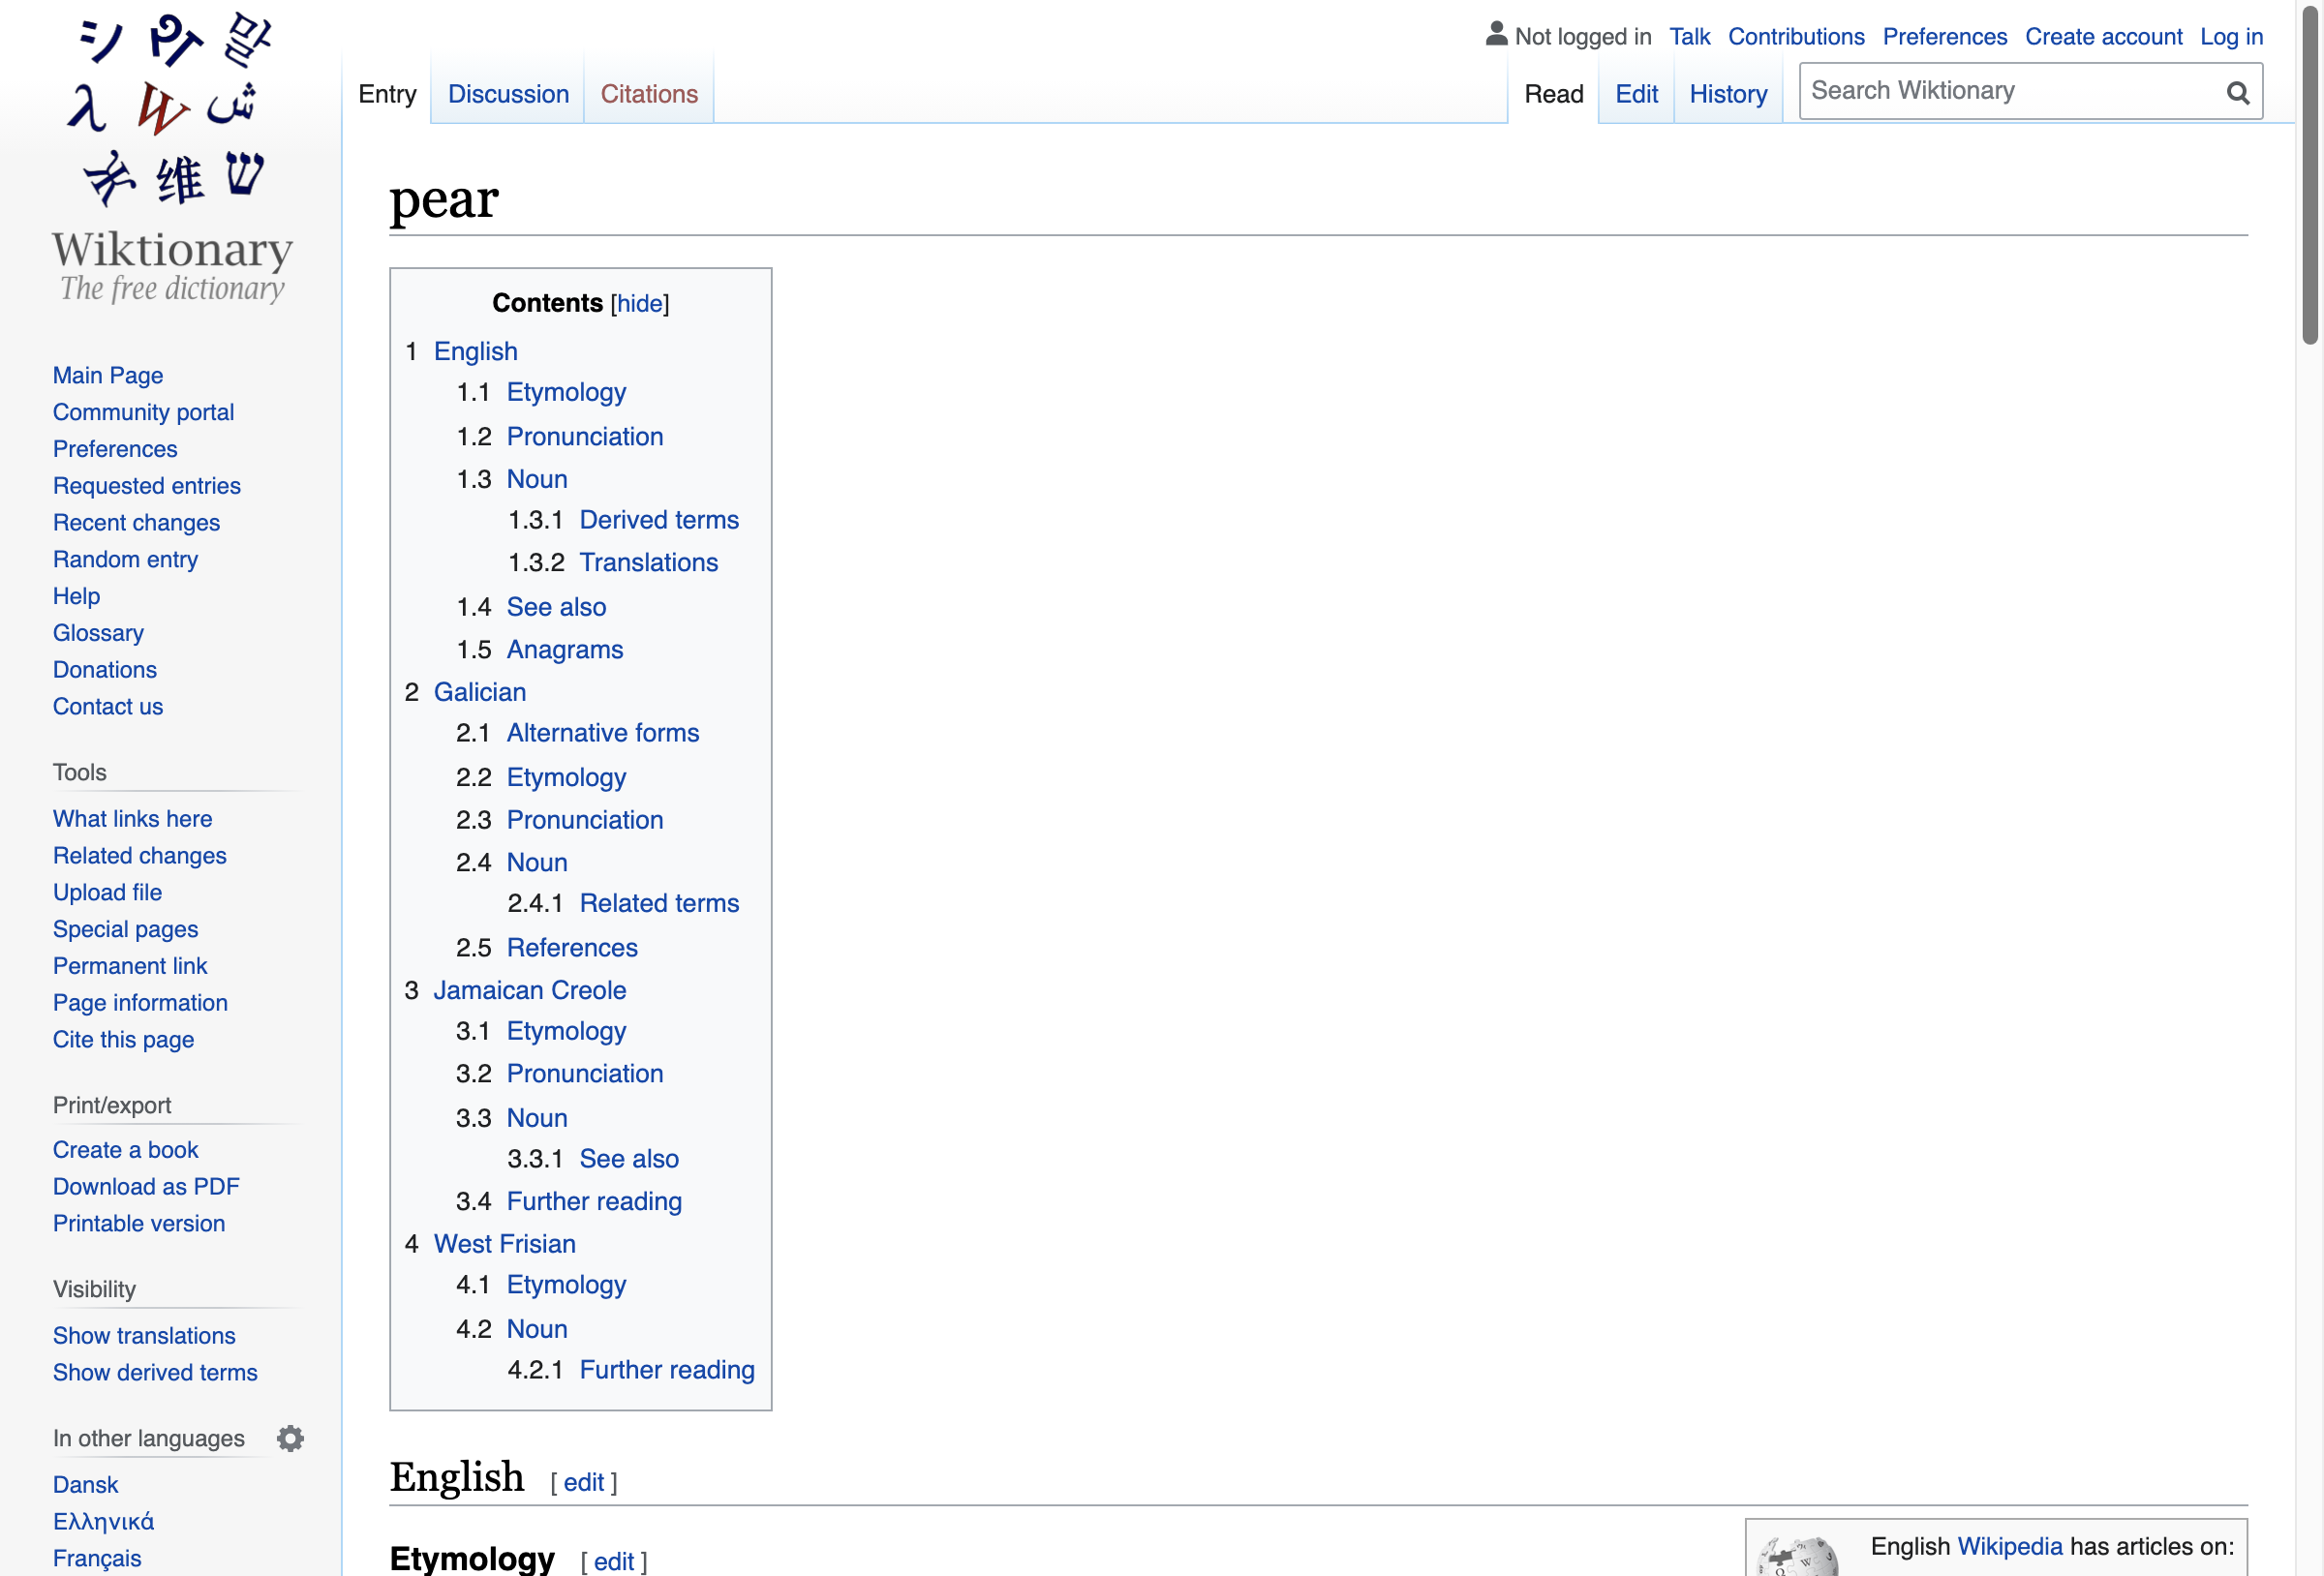 シ
말
λ W ش
维 ש
Wiktionary
The free dictionary
Main Page
Community portal
Preferences
Requested entries
Recent changes
Random entry
Help
Glossary
Donations
Contact us
Tools
What links here
Related changes
Upload file
Special pages
Permanent link
Page information
Cite this page
Print/export
Create a book
Download as PDF
Printable version
Visibility
Show translations
Show derived terms
In other languages
Dansk
Ελληνικά
Français
Not logged in Talk Contributions Preferences Create account Log in
Entry Discussion Citations Read Edit History Search Wiktionary
pear
Contents [hide]
1 English
1.1 Etymology
1.2 Pronunciation
1.3 Noun
1.3.1 Derived terms
1.3.2 Translations
1.4 See also
1.5 Anagrams
2 Galician
2.1 Alternative forms
2.2 Etymology
2.3 Pronunciation
2.4 Noun
2.4.1 Related terms
2.5 References
3 Jamaican Creole
3.1 Etymology
3.2 Pronunciation
3.3 Noun
3.3.1 See also
3.4 Further reading
4 West Frisian
4.1 Etymology
4.2 Noun
4.2.1 Further reading
English [ edit ]
Etymology [ edit ]
English Wikipedia has articles on: